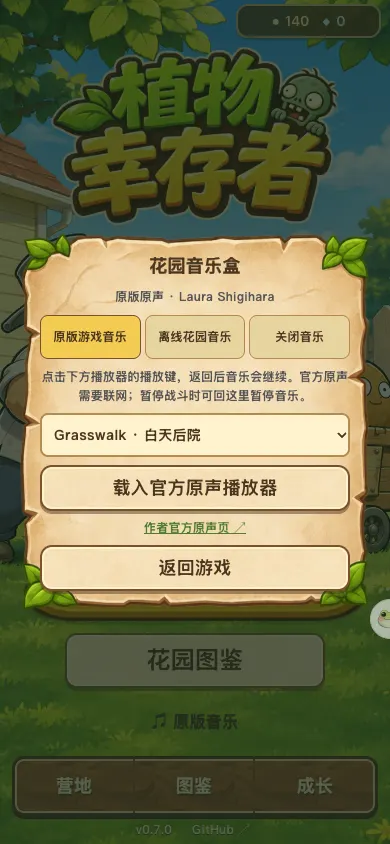 140 0
植物
幸存者
花园音乐盒
原版原声 · Laura Shigihara
原版游戏音乐 离线花园音乐 关闭音乐
点击下方播放器的播放键，返回后音乐会继续。官方原声
需要联网；暂停战斗时可回这里暂停音乐。
Grasswalk · 白天后院
载入官方原声播放器
作者官方原声页 ↗
返回游戏
花园图鉴
🎵 原版音乐
营地 图鉴 成长
v0.7.0 GitHub ↗